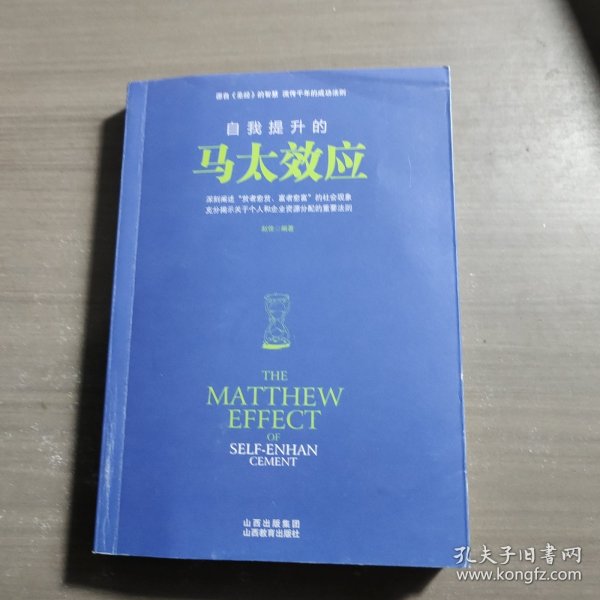 源自《圣经》的智慧 流传千年的成功法则
自我提升的
马太效应
深刻阐述“贫者愈贫、富者愈富”的社会现象
充分揭示关于个人和企业资源分配的重要法则
编著
THE
MATTHEW
EFFECT
OF
SELF-ENHAN
CEMENT
山西出版集团
山西教育出版社
孔夫子旧书网
www.kongfz.com